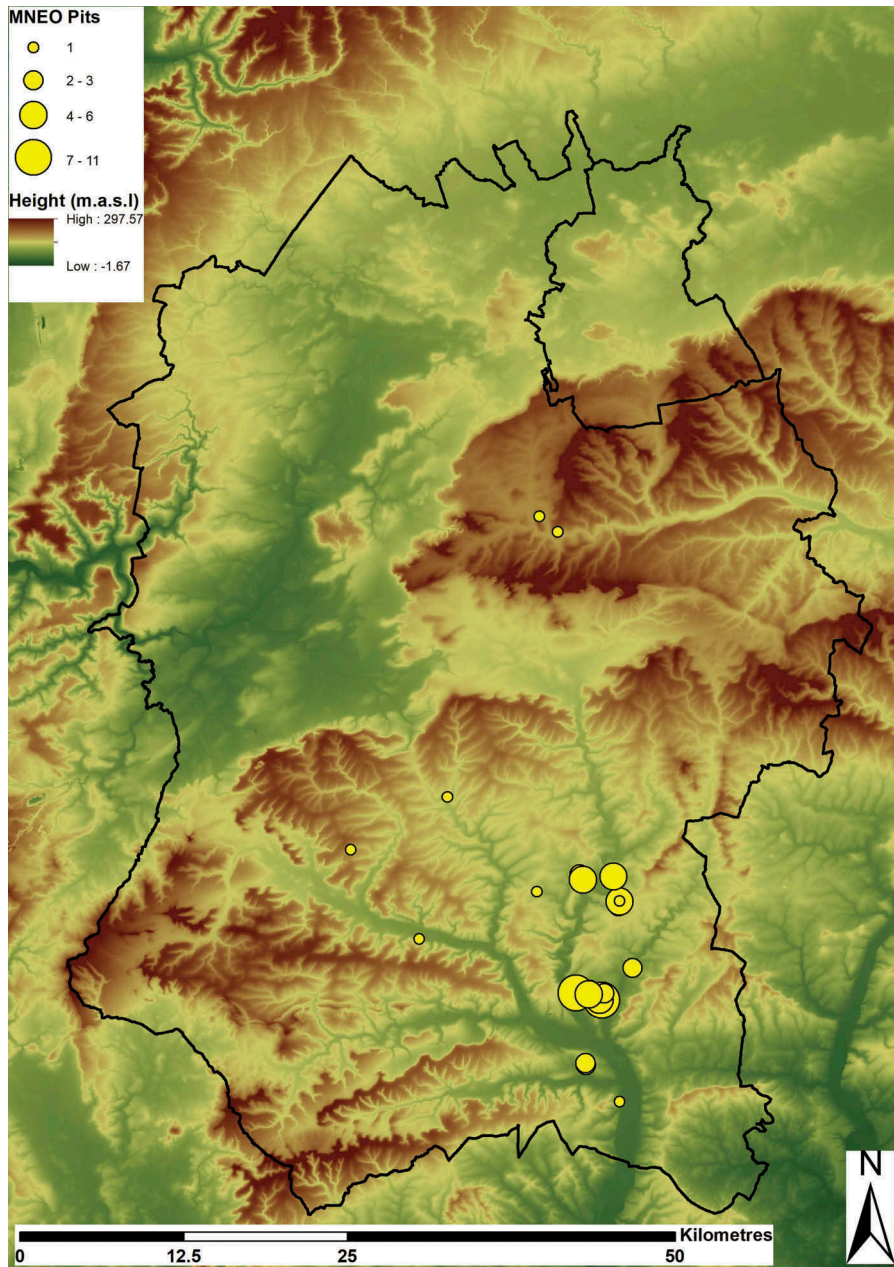 MNEO Pits
1
2 - 3
4 - 6
7 - 11
Height (m.a.s.l)
High : 297.57
Low : -1.67
N
Kilometres
0 12.5 25 50